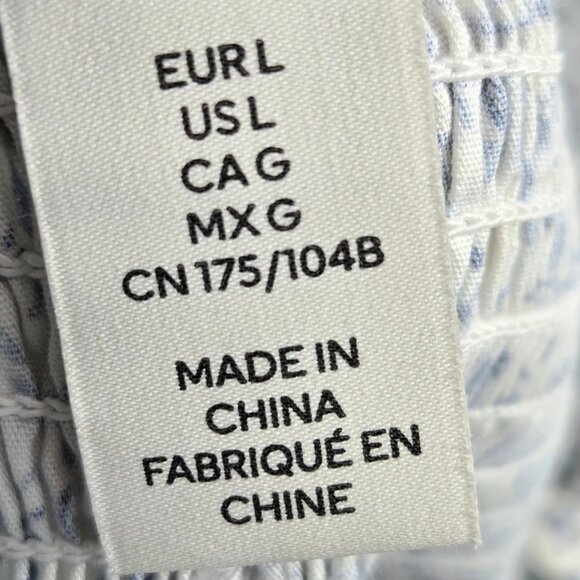 EUR L
US L
CA G
MX G
CN 175/104B
MADE IN
CHINA
FABRIQUÉ EN
CHINE